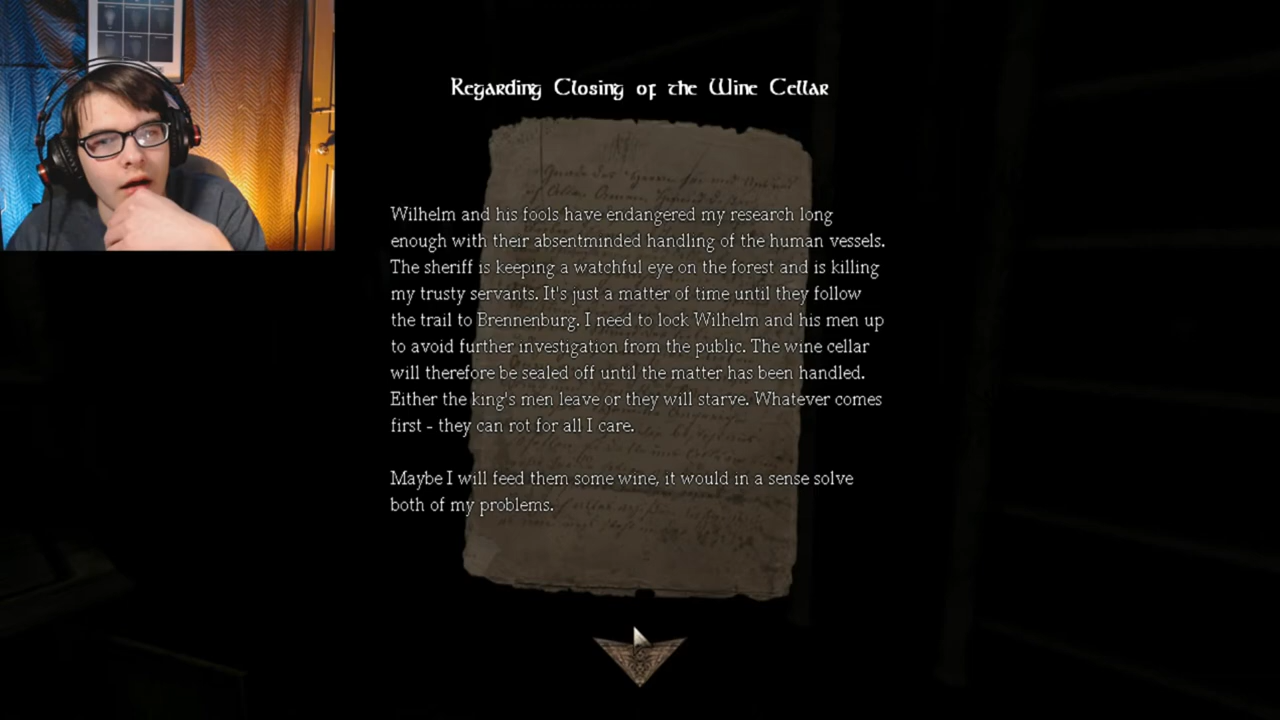 Regarding Closing of the Wine Cellar
Wilhelm and his fools have endangered my research long
enough with their absentminded handling of the human vessels.
The sheriff is keeping a watchful eye on the forest and is killing
my trusty servants. It's just a matter of time until they follow
the trail to Brennenburg. I need to lock Wilhelm and his men up
to avoid further investigation from the public. The wine cellar
will therefore be sealed off until the matter has been handled.
Either the king's men leave or they will starve. Whatever comes
first - they can rot for all I care.
Maybe I will feed them some wine, it would in a sense solve
both of my problems.